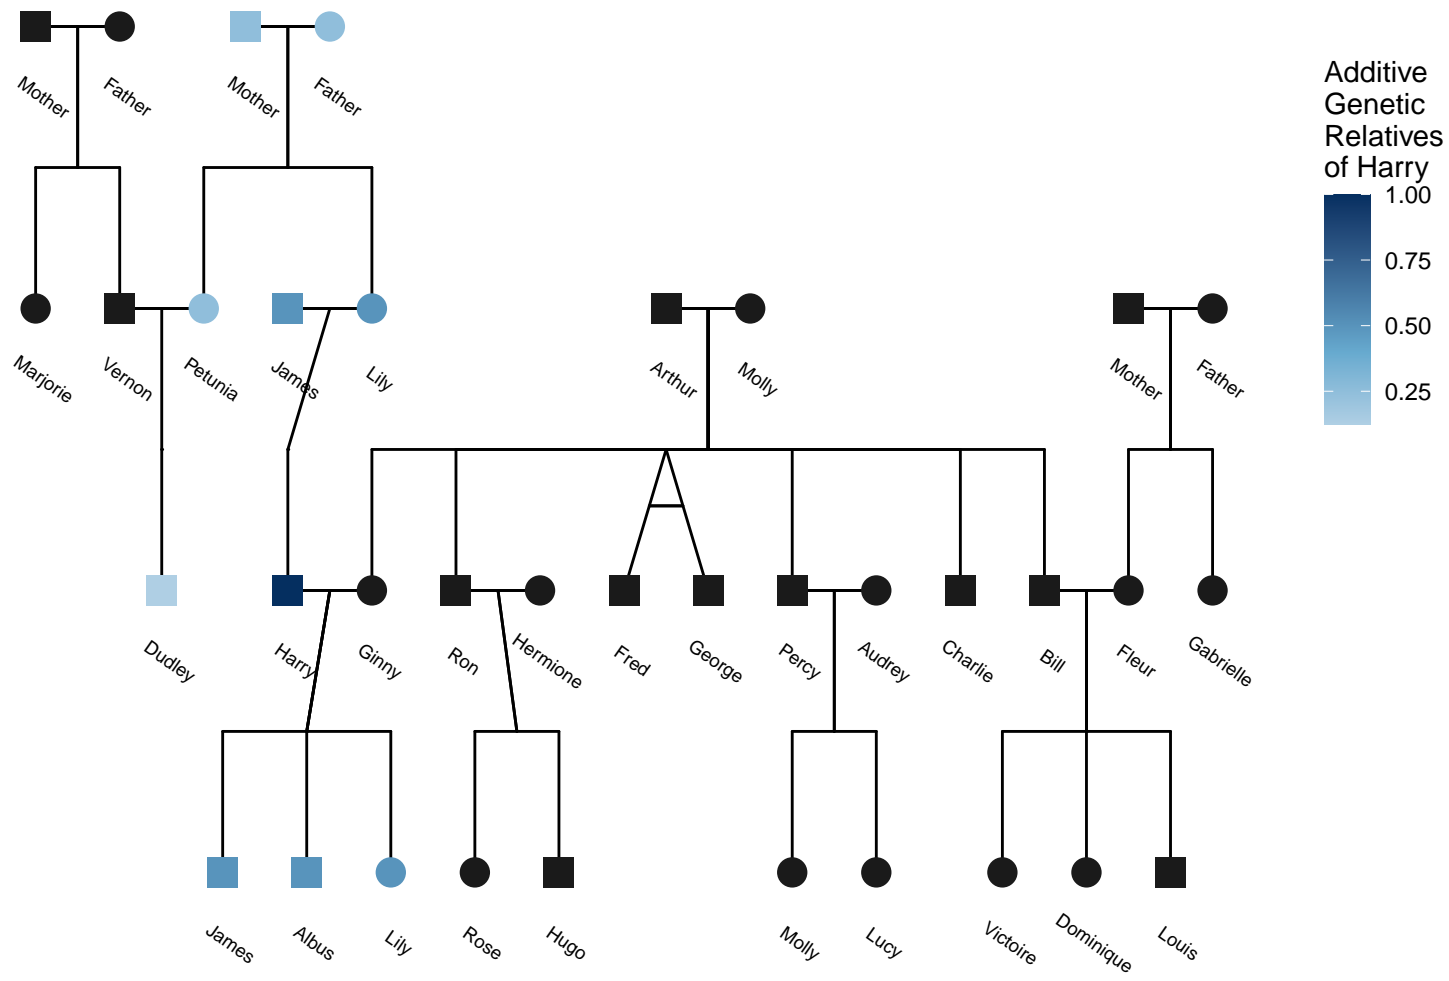 Mother
Father
Mother
Father
Additive
Genetic
Relatives
of Harry
1.00
0.75
0.50
0.25
Marjorie
Vernon
Petunia
James
Lily
Arthur
Molly
Mother
Father
Dudley
Harry
Ginny
Ron
Hermione
Fred
George
Percy
Audrey
Charlie
Bill
Fleur
Gabrielle
James
Albus
Lily
Rose
Hugo
Molly
Lucy
Victoire
Dominique
Louis